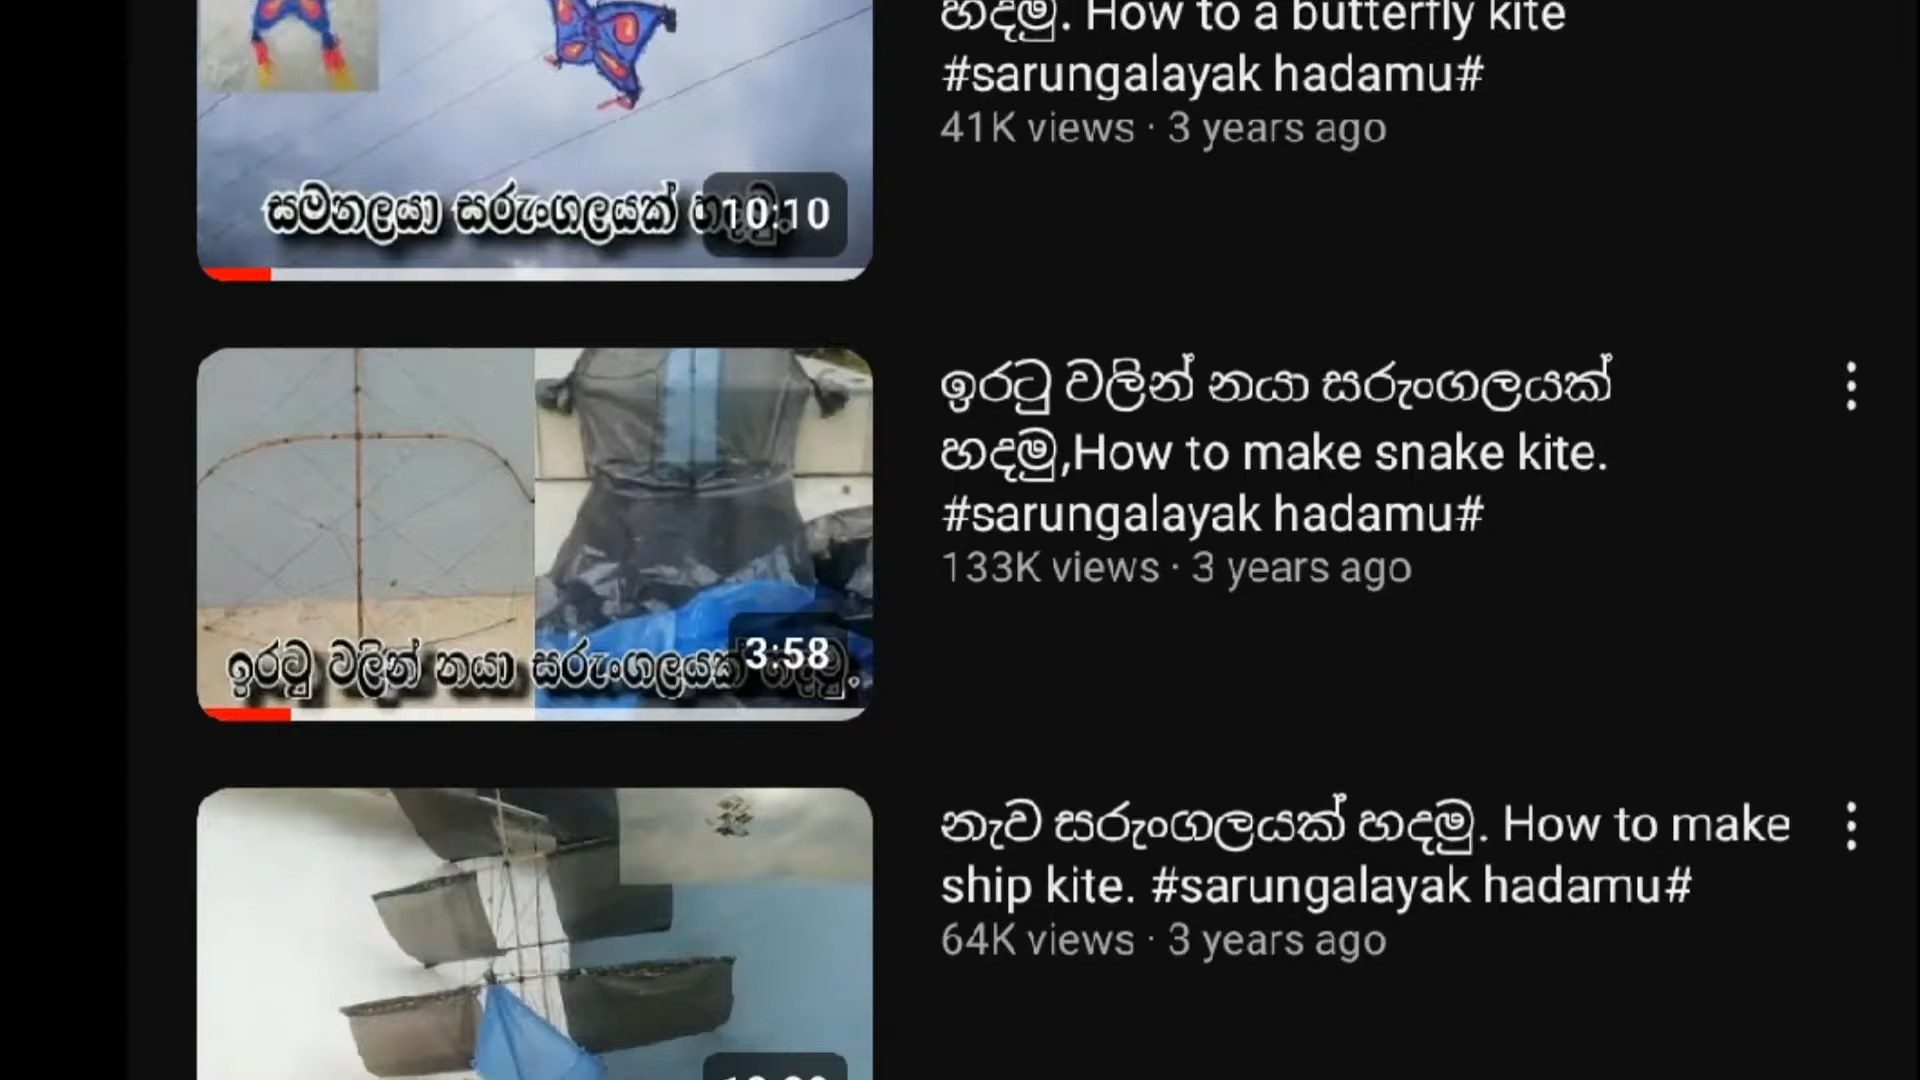 හදමු. How to a butterfly kite
#sarungalayak hadamu#
41K views · 3 years ago
සමනලයා සරුංගලයක් හදමු.
10:10
ඉරටු වලින් නයා සරුංගලයක්
හදමු,How to make snake kite.
#sarungalayak hadamu#
133K views · 3 years ago
ඉරටු වලින් නයා සරුංගලයක් හදමු.
3:58
නැව සරුංගලයක් හදමු. How to make
ship kite. #sarungalayak hadamu#
64K views · 3 years ago